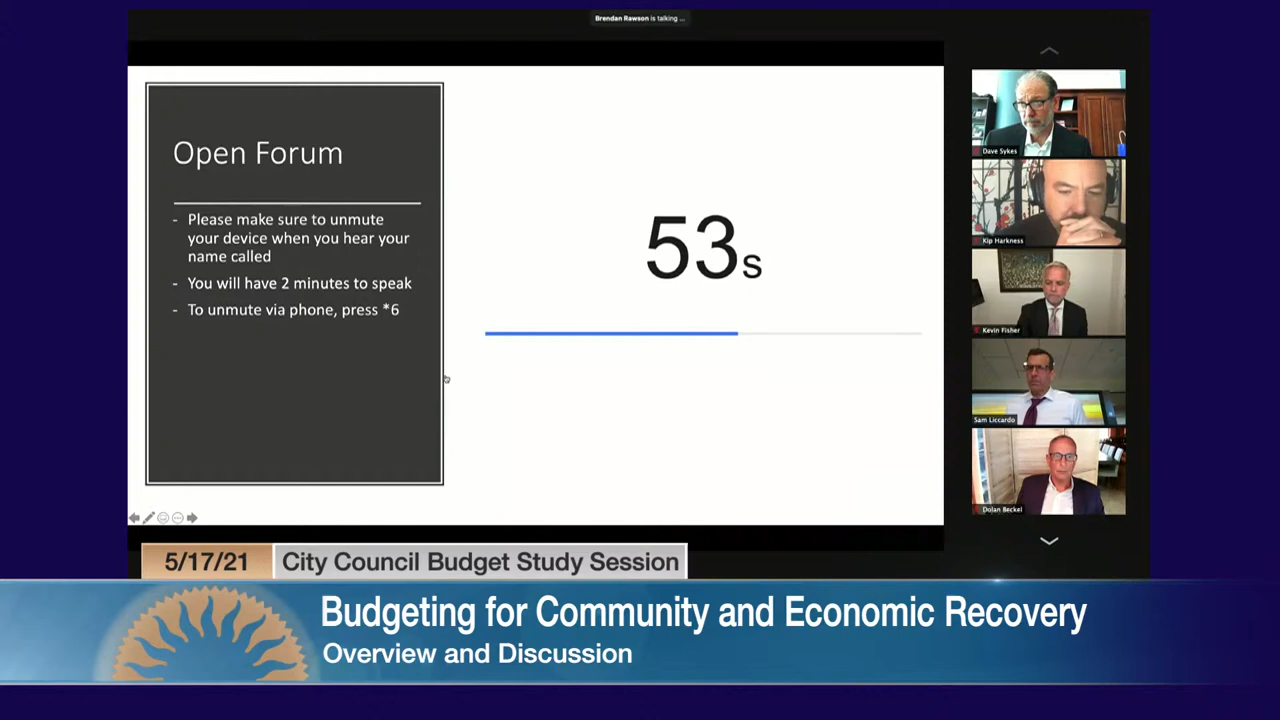 Brendan Rawson is talking ...
Open Forum
- Please make sure to unmute
your device when you hear your
name called
- You will have 2 minutes to speak
- To unmute via phone, press *6
53s
Dave Sykes
Kip Harkness
Kevin Fisher
Sam Liccardo
Dolan Beckel
5/17/21
City Council Budget Study Session
Budgeting for Community and Economic Recovery
Overview and Discussion